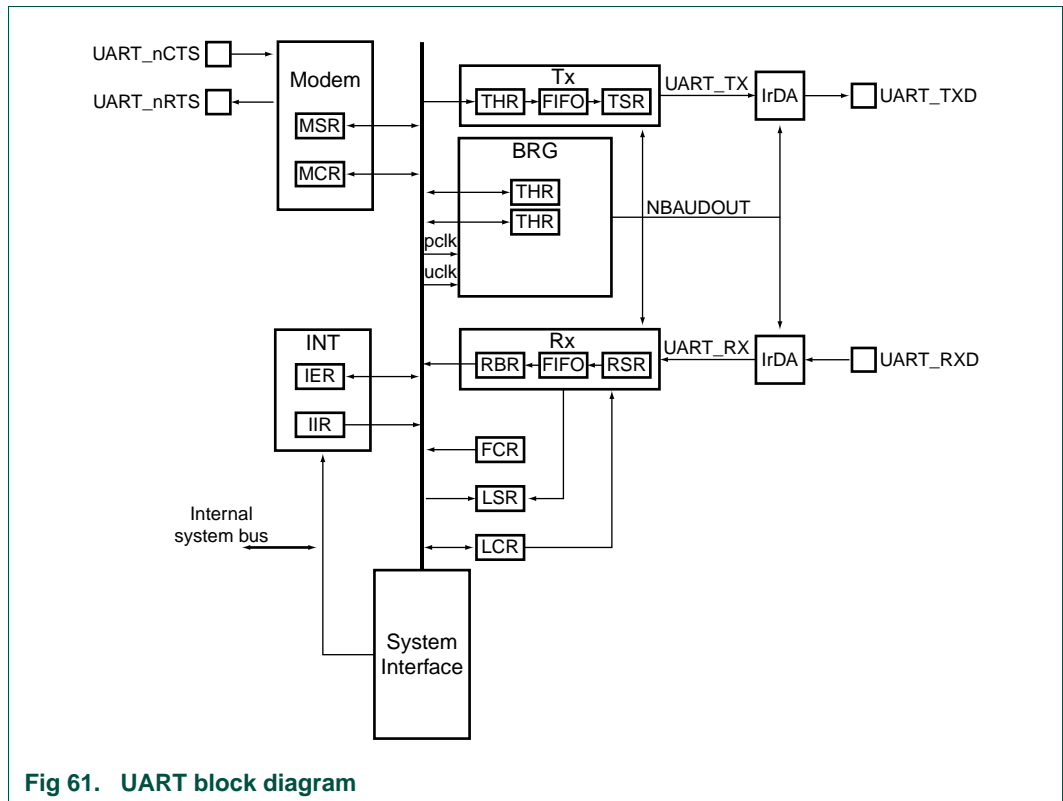 UART_nCTS
UART_nRTS
Modem
MSR
MCR
Tx
THR FIFO TSR
UART_TX
IrDA
UART_TXD
BRG
THR
THR
pclk
uclk
NBAUDOUT
INT
IER
IIR
Rx
RBR FIFO RSR
UART_RX
IrDA
UART_RXD
FCR
LSR
LCR
Internal
system bus
System
Interface
Fig 61. UART block diagram